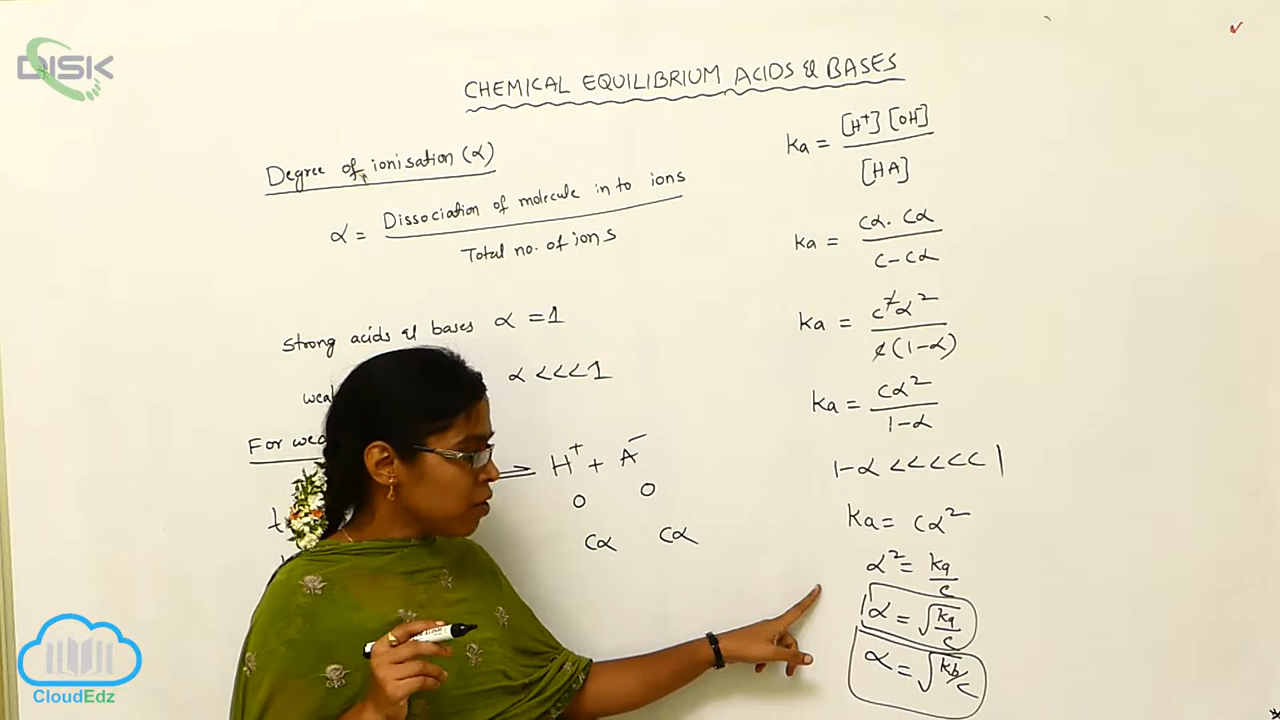 DISK
CHEMICAL EQUILIBRIUM ACIDS & BASES
Degree of ionisation (α)
α = Dissociation of molecule in to ions
Total no. of ions
Strong acids & bases α = 1
α <<<1
H⁺ + A⁻
0 0
Cα Cα
Ka = [H⁺] [OH]
[HA]
Ka = Cα. Cα
C-Cα
Ka = C²α²
C(1-α)
Ka = Cα²
1-α
1-α <<<<< 1
Ka = Cα²
α² = Ka
C
α = √Ka
C
α = √Kb/C
CloudEdz